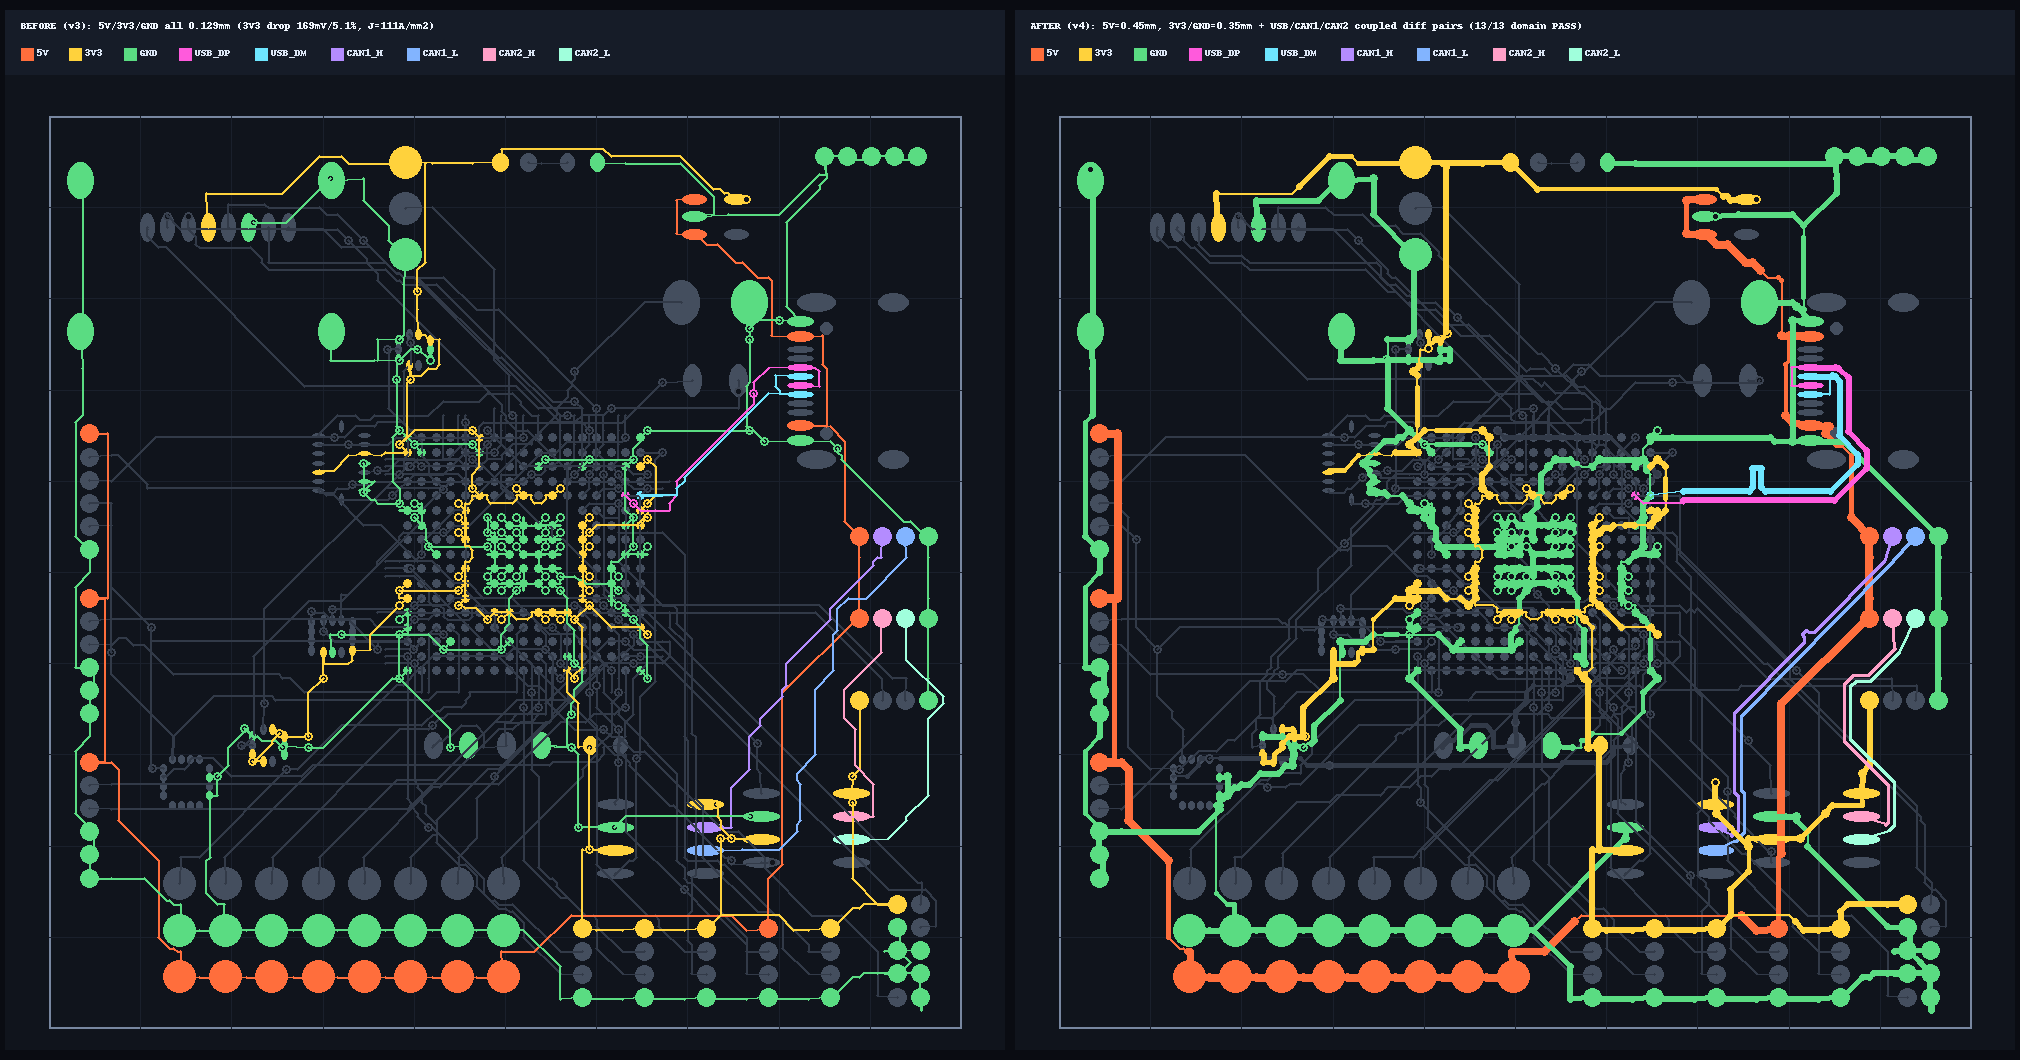 BEFORE (v3): 5V/3V3/GND all 0.129mm (3V3 drop 169mV/5.1%, J=111A/mm2)
5V 3V3 GND USB_DP USB_DM CAN1_H CAN1_L CAN2_H CAN2_L
AFTER (v4): 5V=0.45mm, 3V3/GND=0.35mm + USB/CAN1/CAN2 coupled diff pairs (13/13 domain PASS)
5V 3V3 GND USB_DP USB_DM CAN1_H CAN1_L CAN2_H CAN2_L